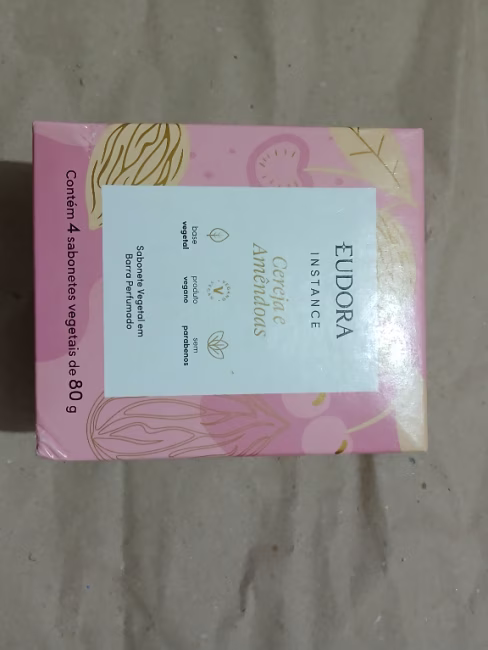 EUDORA
INSTANCE
Cereja e
Amêndoas
base
vegetal
produto
vegano
sem
parabenos
Sabonete Vegetal em
Barra Perfumado
Contém 4 sabonetes vegetais de 80 g